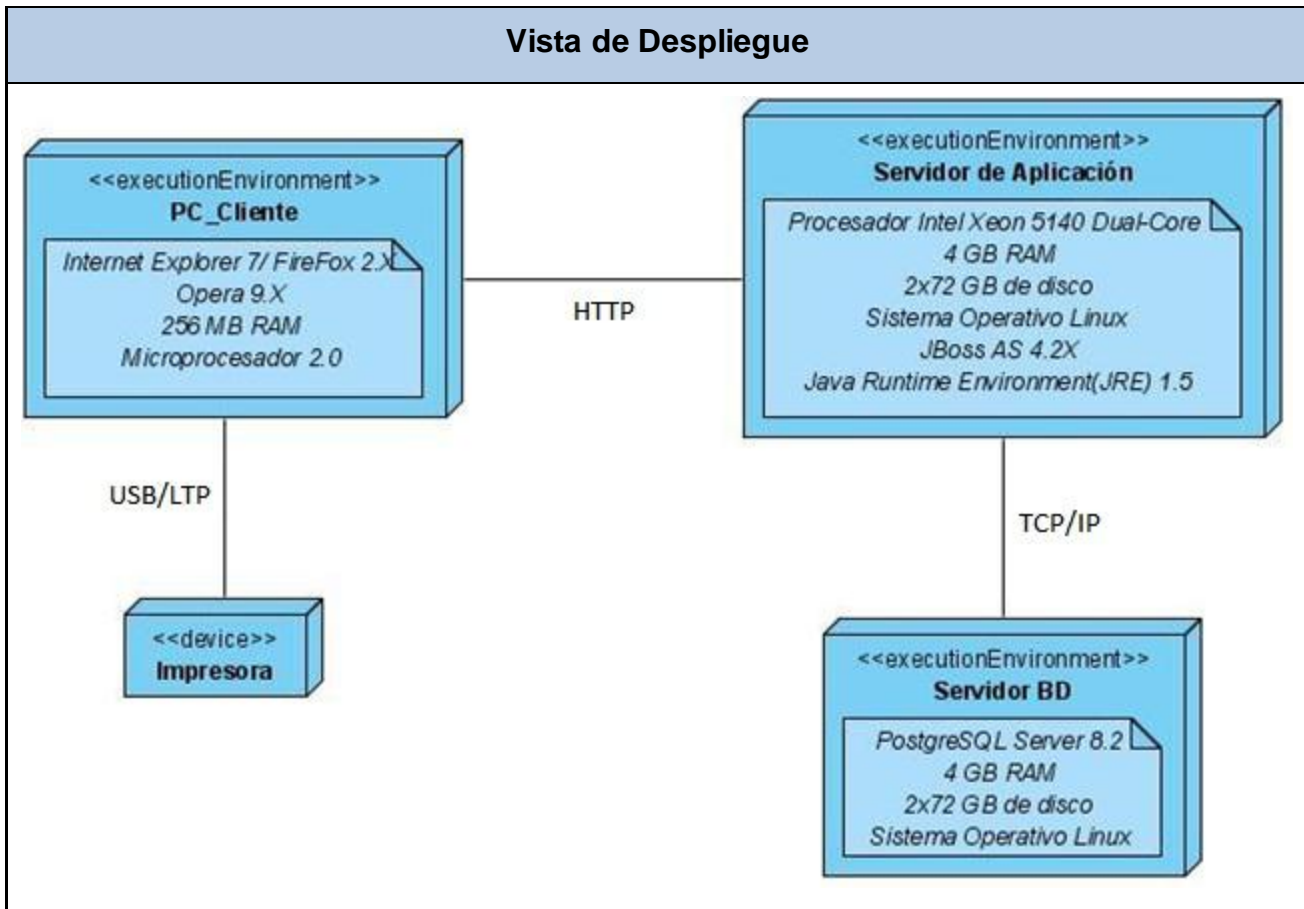 Vista de Despliegue
<<executionEnvironment>>
PC_Cliente
Internet Explorer 7/ FireFox 2.X
Opera 9.X
256 MB RAM
Microprocesador 2.0
HTTP
<<executionEnvironment>>
Servidor de Aplicación
Procesador Intel Xeon 5140 Dual-Core
4 GB RAM
2x72 GB de disco
Sistema Operativo Linux
JBoss AS 4.2X
Java Runtime Environment(JRE) 1.5
USB/LTP
TCP/IP
<<device>>
Impresora
<<executionEnvironment>>
Servidor BD
PostgreSQL Server 8.2
4 GB RAM
2x72 GB de disco
Sistema Operativo Linux